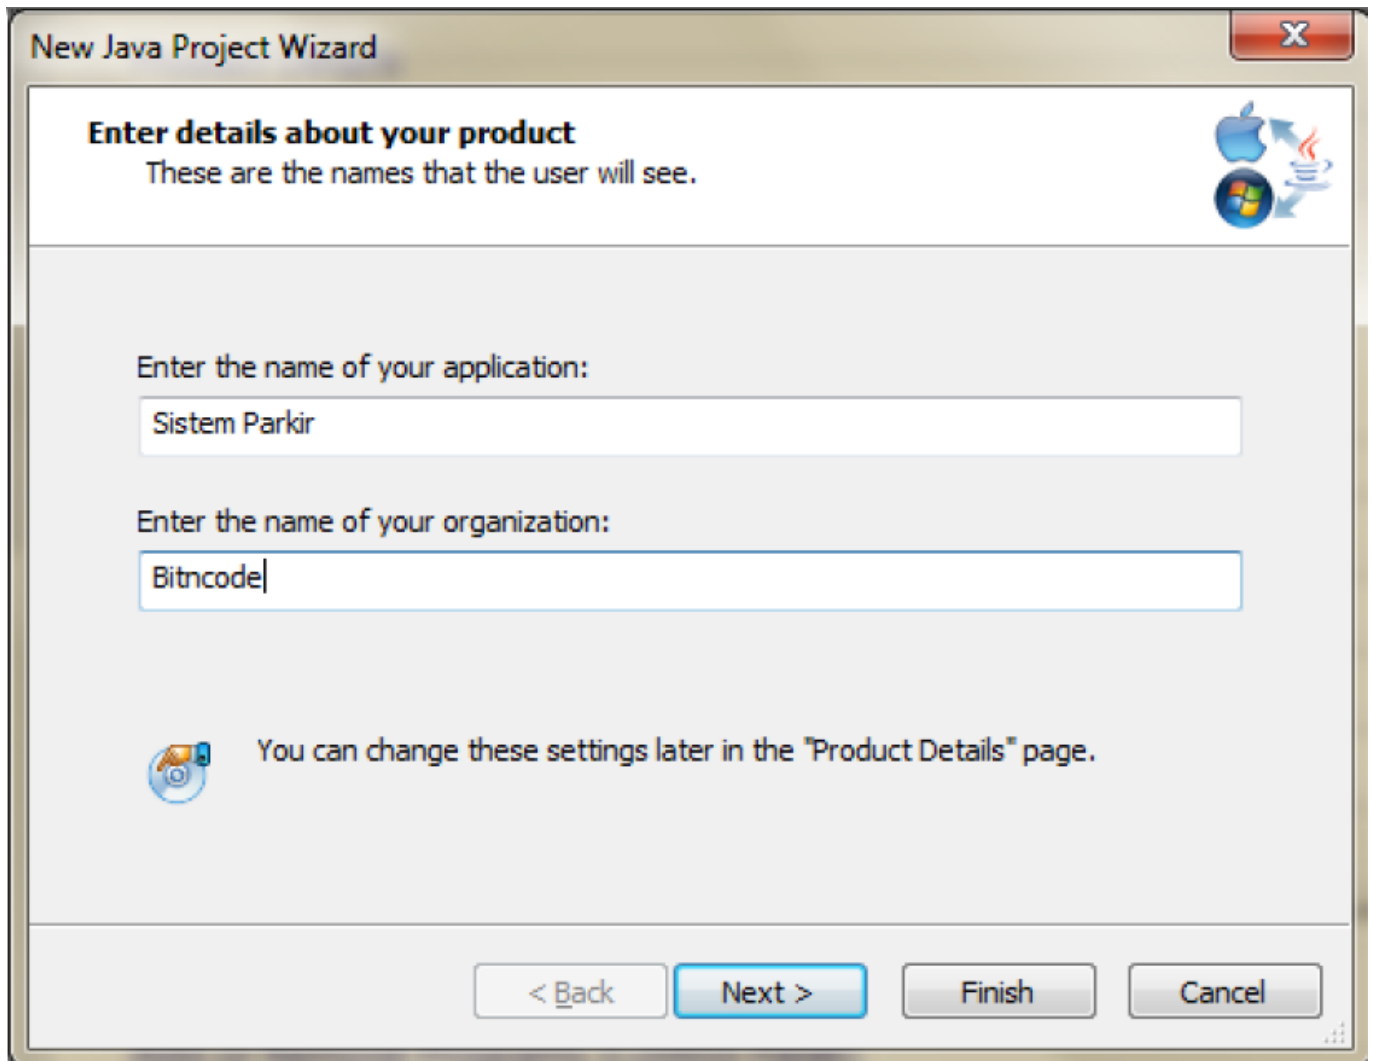 New Java Project Wizard
Enter details about your product
These are the names that the user will see.
Enter the name of your application:
Sistem Parkir
Enter the name of your organization:
Bitncode
You can change these settings later in the "Product Details" page.
< Back Next > Finish Cancel